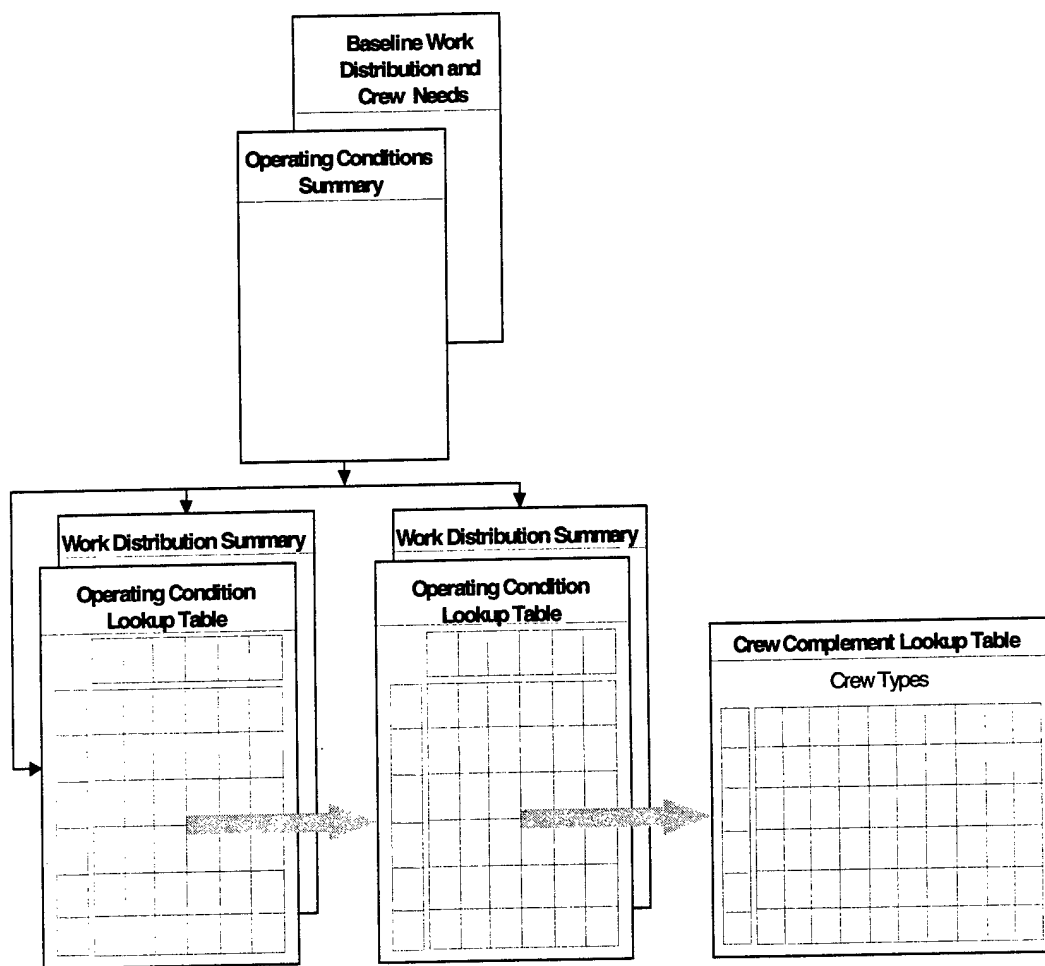 Baseline Work
Distribution and
Crew Needs
Operating Conditions
Summary
Work Distribution Summary
Operating Condition
Lookup Table
Work Distribution Summary
Operating Condition
Lookup Table
Crew Complement Lookup Table
Crew Types